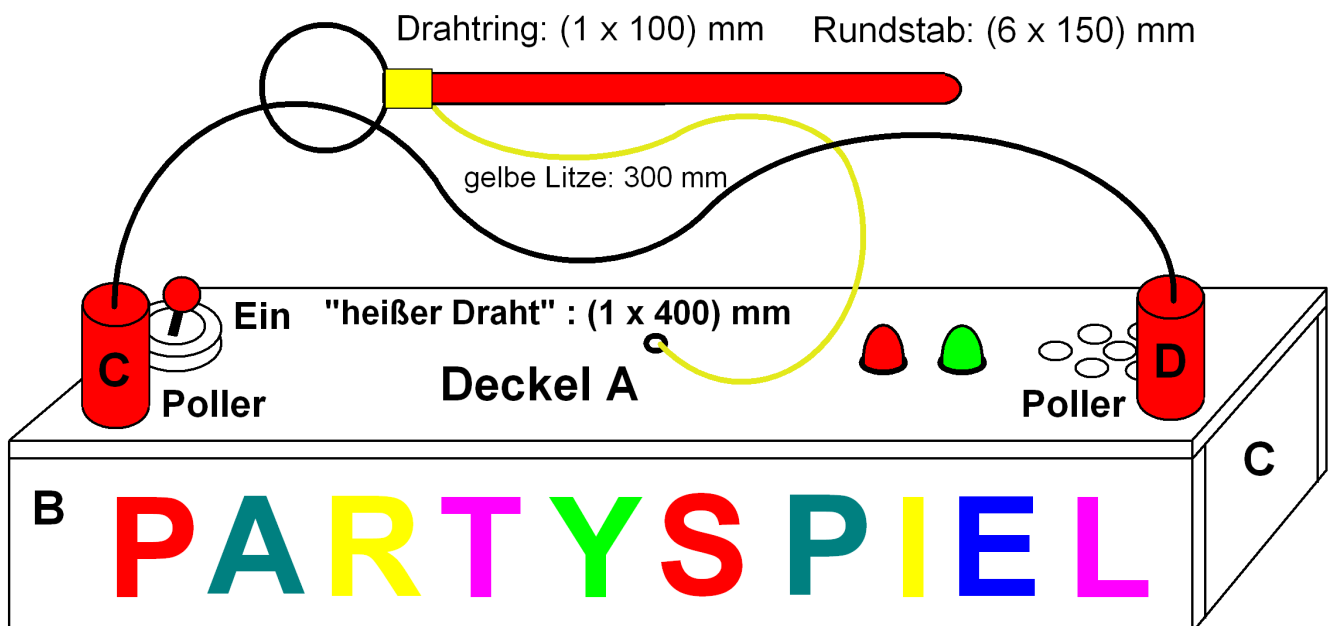 Drahtring: (1 x 100) mm Rundstab: (6 x 150) mm
gelbe Litze: 300 mm
Ein "heißer Draht" : (1 x 400) mm
C
D
Deckel A
Poller
Poller
C
B
PARTYSPIEL